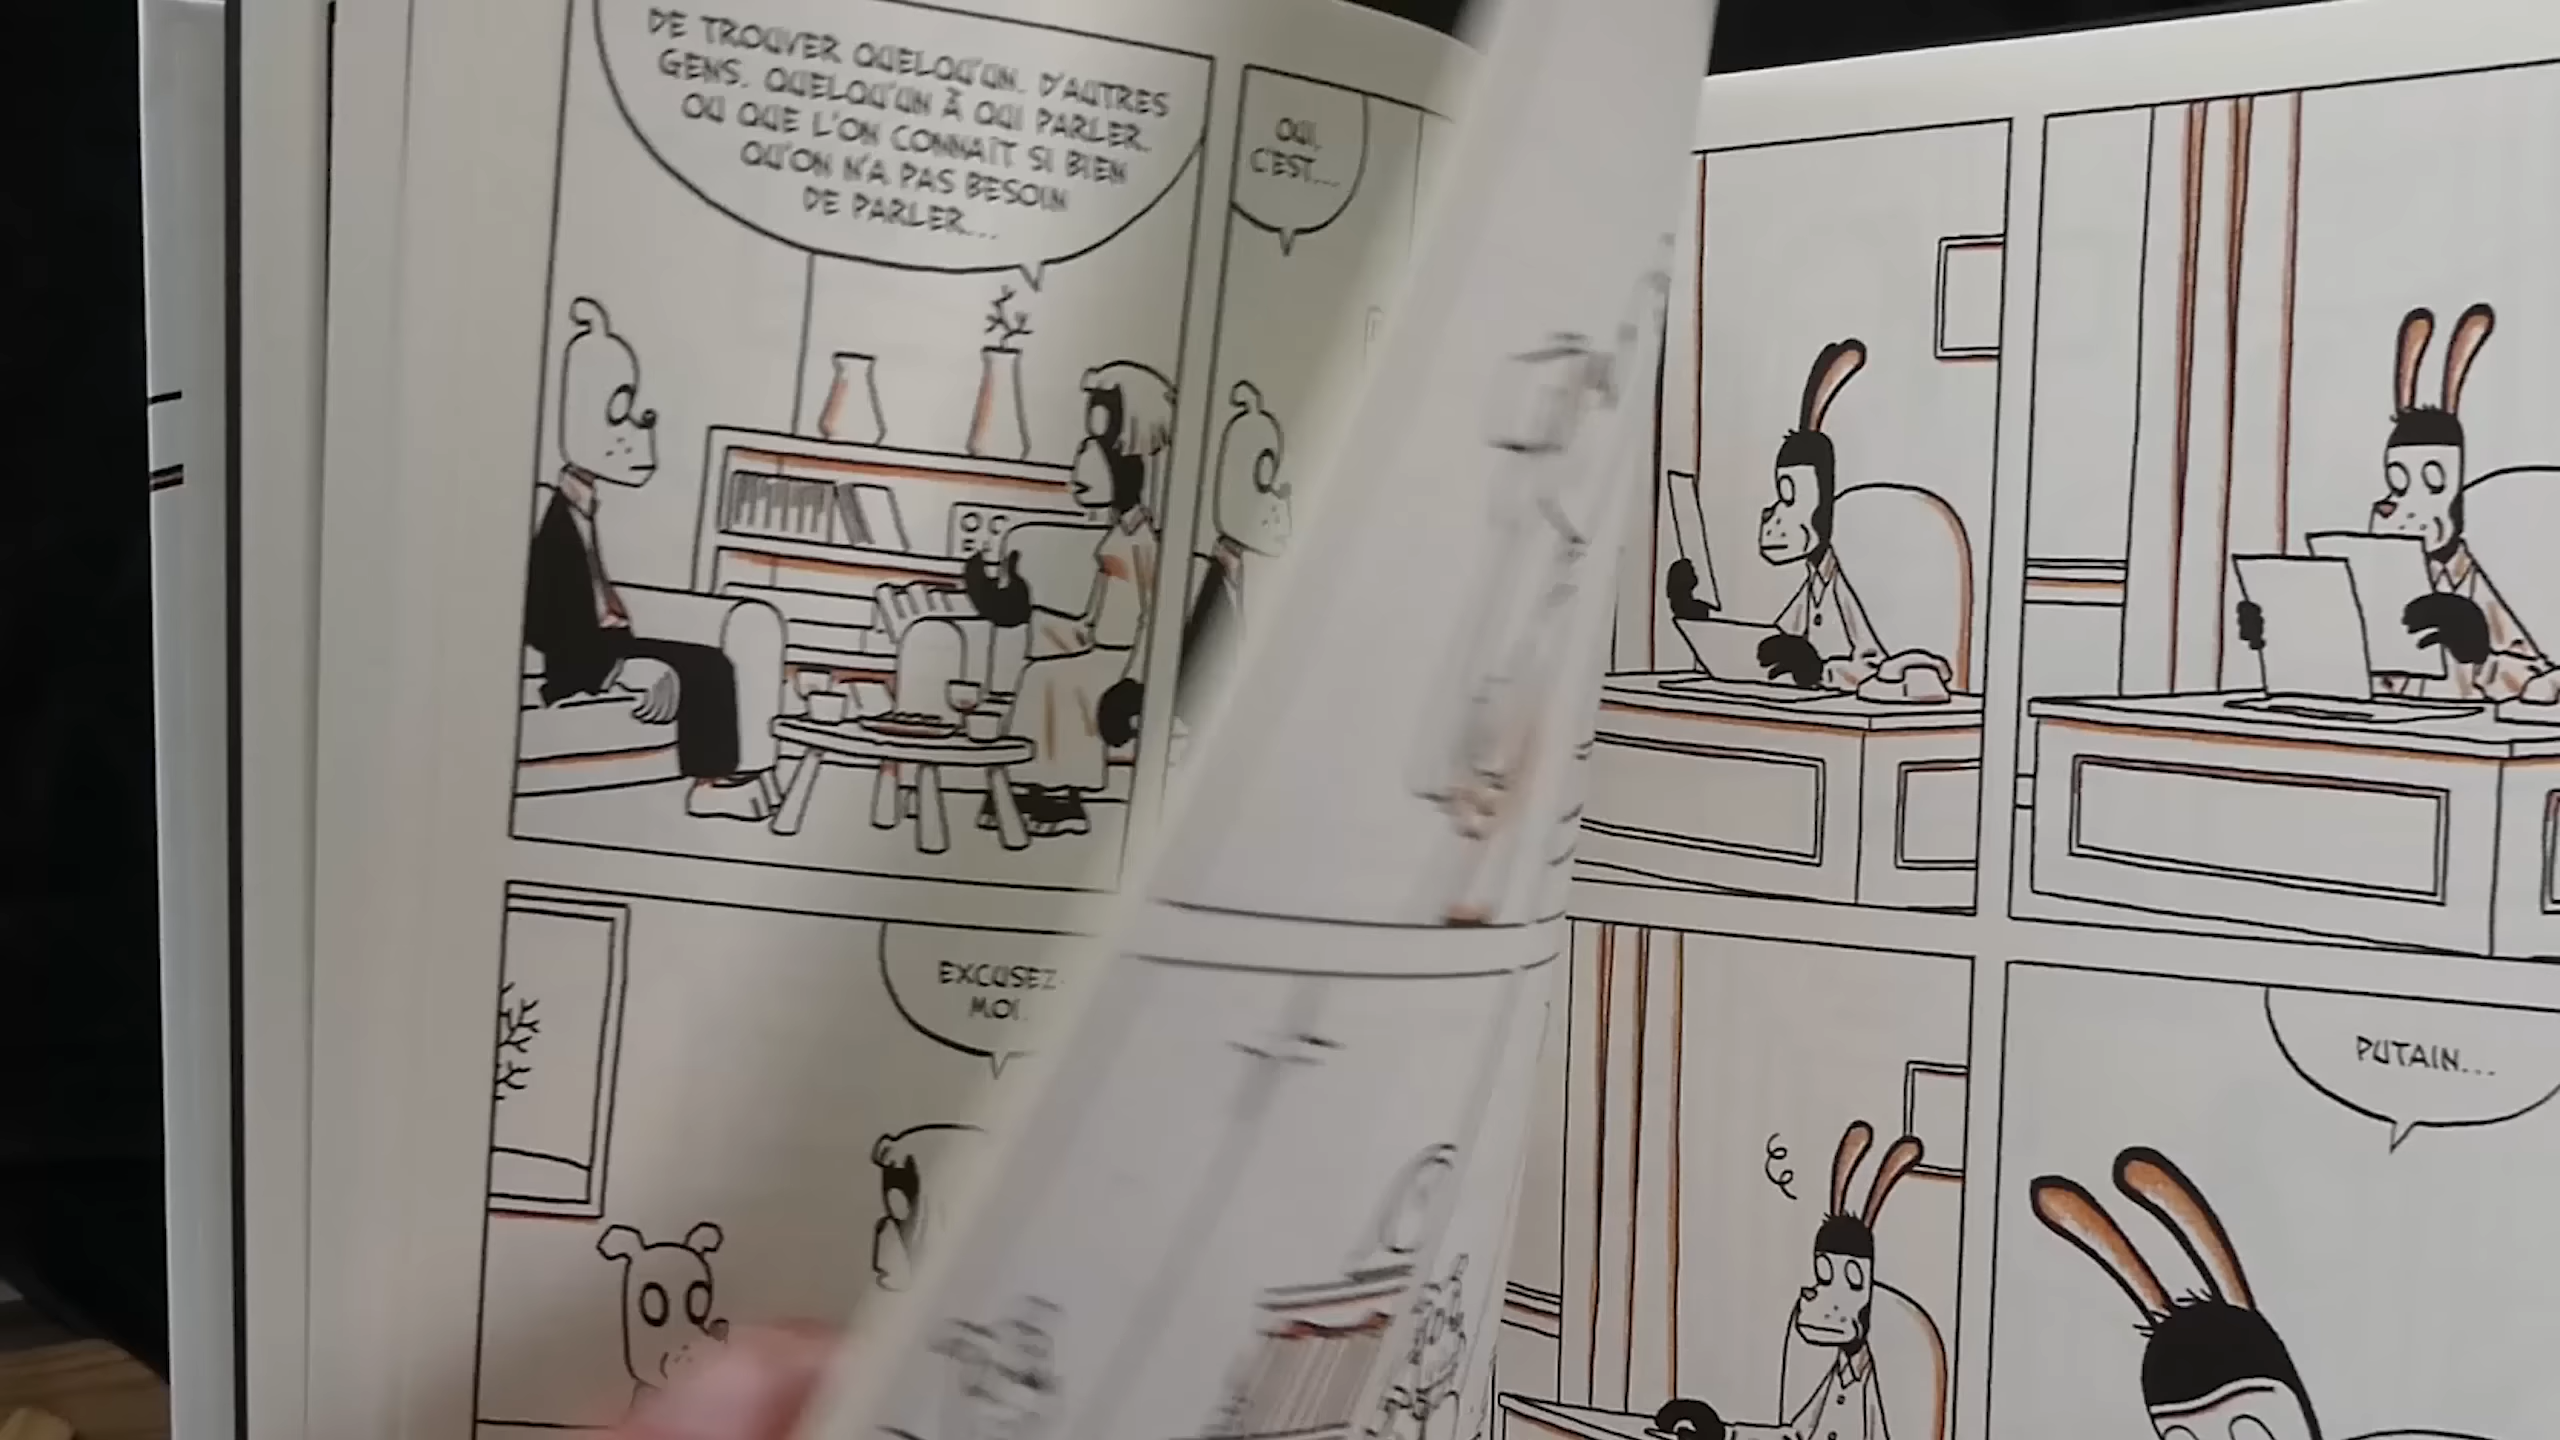 DE TROUVER QUELQU'UN. D'AUTRES
GENS. QUELQU'UN À QUI PARLER.
OU QUE L'ON CONNAIT SI BIEN
QU'ON N'A PAS BESOIN
DE PARLER...
OUI,
C'EST...
EXCUSEZ-
MOI.
PUTAIN...